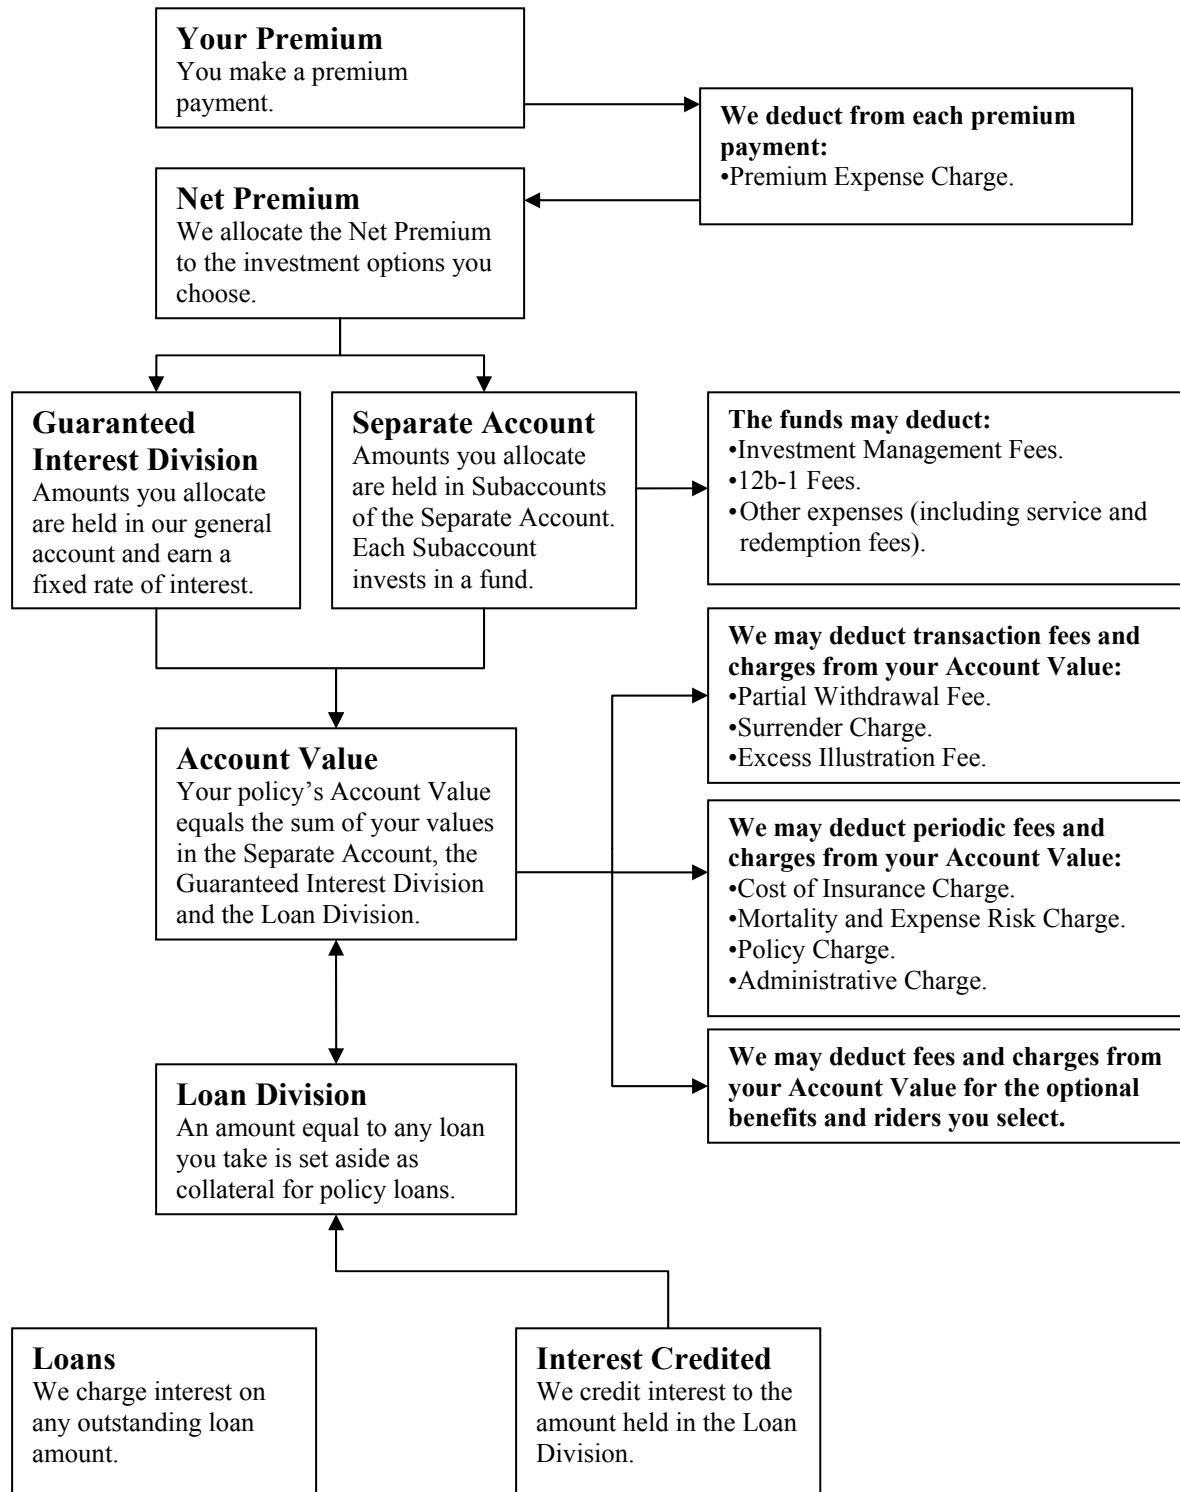 Your Premium
You make a premium
payment.
We deduct from each premium
payment:
•Premium Expense Charge.
Net Premium
We allocate the Net Premium
to the investment options you
choose.
Guaranteed
Interest Division
Amounts you allocate
are held in our general
account and earn a
fixed rate of interest.
Separate Account
Amounts you allocate
are held in Subaccounts
of the Separate Account.
Each Subaccount
invests in a fund.
The funds may deduct:
•Investment Management Fees.
•12b-1 Fees.
•Other expenses (including service and
redemption fees).
We may deduct transaction fees and
charges from your Account Value:
•Partial Withdrawal Fee.
•Surrender Charge.
•Excess Illustration Fee.
Account Value
Your policy’s Account Value
equals the sum of your values
in the Separate Account, the
Guaranteed Interest Division
and the Loan Division.
We may deduct periodic fees and
charges from your Account Value:
•Cost of Insurance Charge.
•Mortality and Expense Risk Charge.
•Policy Charge.
•Administrative Charge.
We may deduct fees and charges from
your Account Value for the optional
benefits and riders you select.
Loan Division
An amount equal to any loan
you take is set aside as
collateral for policy loans.
Loans
We charge interest on
any outstanding loan
amount.
Interest Credited
We credit interest to the
amount held in the Loan
Division.